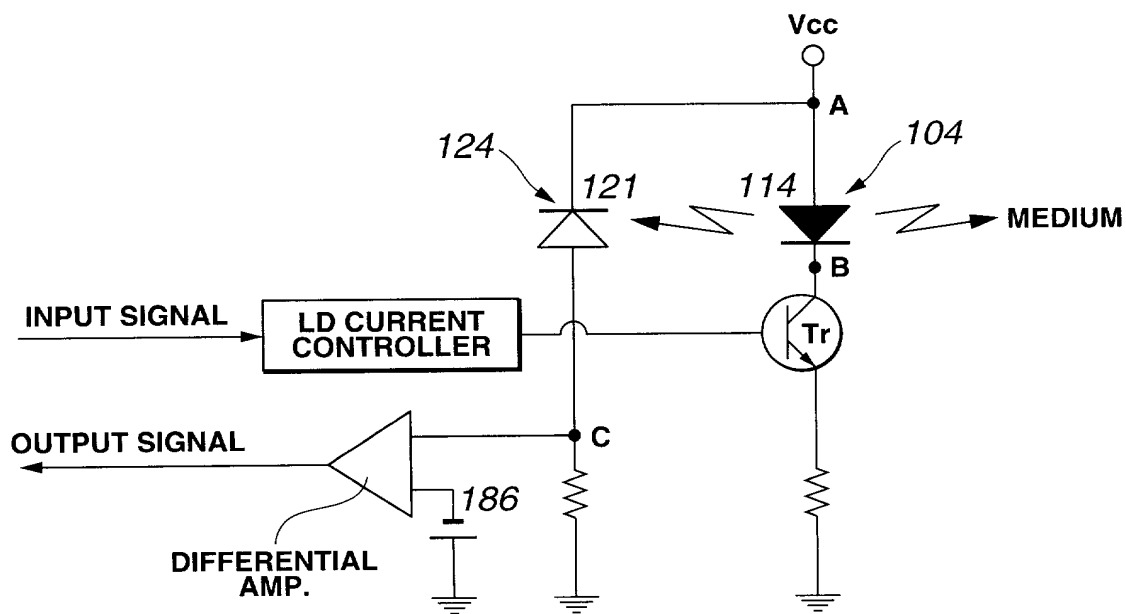 Vcc
A
124
104
121
114
MEDIUM
B
INPUT SIGNAL
LD CURRENT
CONTROLLER
Tr
OUTPUT SIGNAL
C
186
DIFFERENTIAL
AMP.